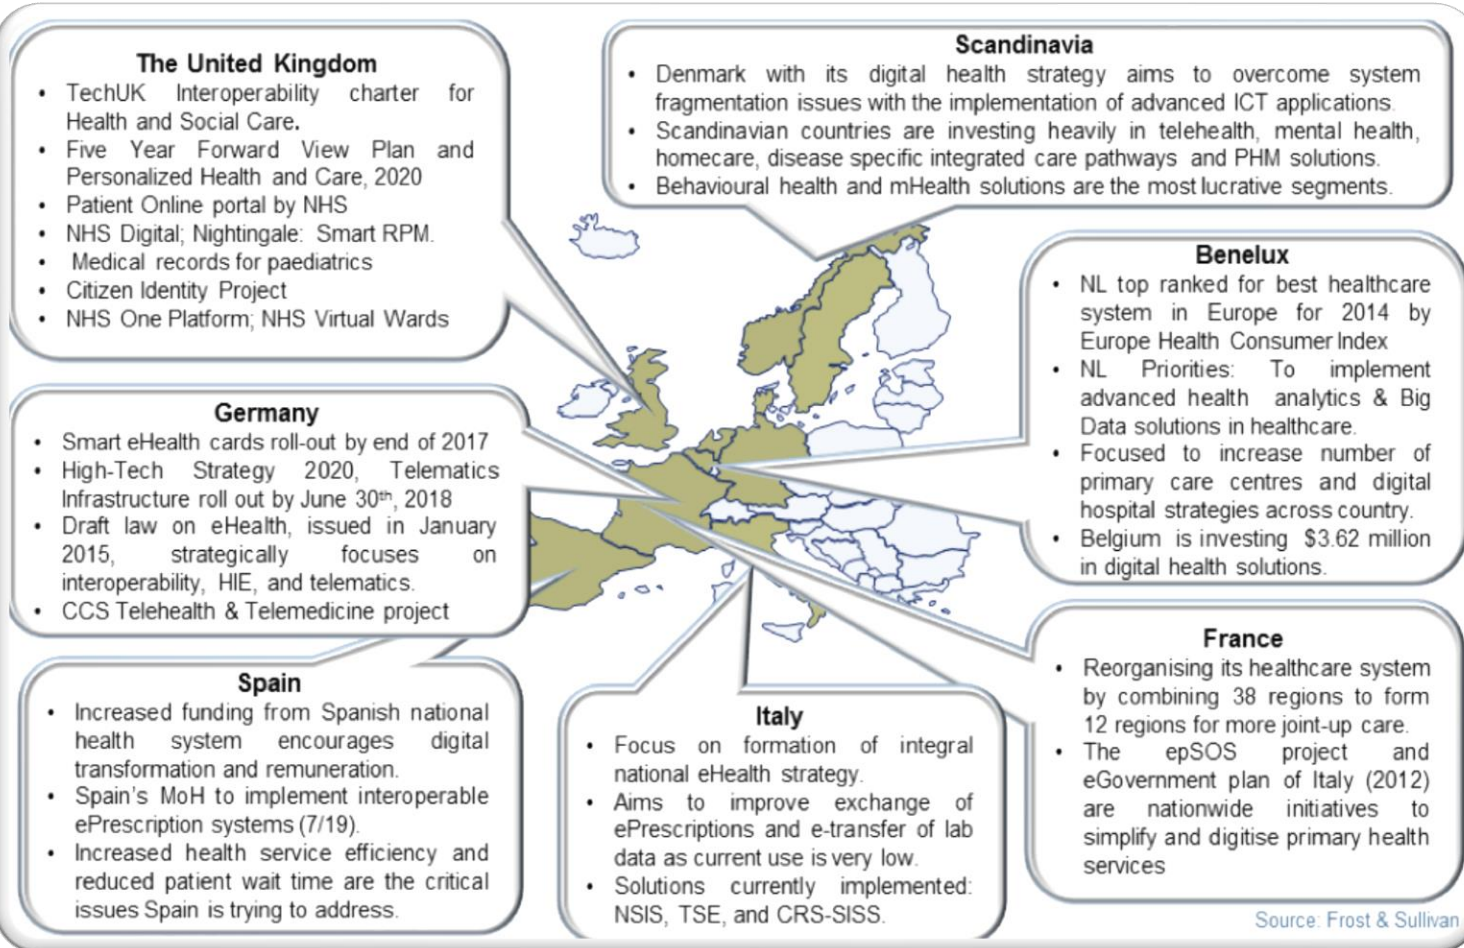 The United Kingdom
• TechUK Interoperability charter for
Health and Social Care.
• Five Year Forward View Plan and
Personalized Health and Care, 2020
• Patient Online portal by NHS
• NHS Digital; Nightingale: Smart RPM.
• Medical records for paediatrics
• Citizen Identity Project
• NHS One Platform; NHS Virtual Wards
Scandinavia
• Denmark with its digital health strategy aims to overcome system
fragmentation issues with the implementation of advanced ICT applications.
• Scandinavian countries are investing heavily in telehealth, mental health,
homecare, disease specific integrated care pathways and PHM solutions.
• Behavioural health and mHealth solutions are the most lucrative segments.
Benelux
• NL top ranked for best healthcare
system in Europe for 2014 by
Europe Health Consumer Index
• NL Priorities: To implement
advanced health analytics & Big
Data solutions in healthcare.
• Focused to increase number of
primary care centres and digital
hospital strategies across country.
• Belgium is investing $3.62 million
in digital health solutions.
Germany
• Smart eHealth cards roll-out by end of 2017
• High-Tech Strategy 2020, Telematics
Infrastructure roll out by June 30th, 2018
• Draft law on eHealth, issued in January
2015, strategically focuses on
interoperability, HIE, and telematics.
• CCS Telehealth & Telemedicine project
Spain
• Increased funding from Spanish national
health system encourages digital
transformation and remuneration.
• Spain's MoH to implement interoperable
ePrescription systems (7/19).
• Increased health service efficiency and
reduced patient wait time are the critical
issues Spain is trying to address.
Italy
• Focus on formation of integral
national eHealth strategy.
• Aims to improve exchange of
ePrescriptions and e-transfer of lab
data as current use is very low.
• Solutions currently implemented:
NSIS, TSE, and CRS-SISS.
France
• Reorganising its healthcare system
by combining 38 regions to form
12 regions for more joint-up care.
• The epSOS project and
eGovernment plan of Italy (2012)
are nationwide initiatives to
simplify and digitise primary health
services
Source: Frost & Sullivan